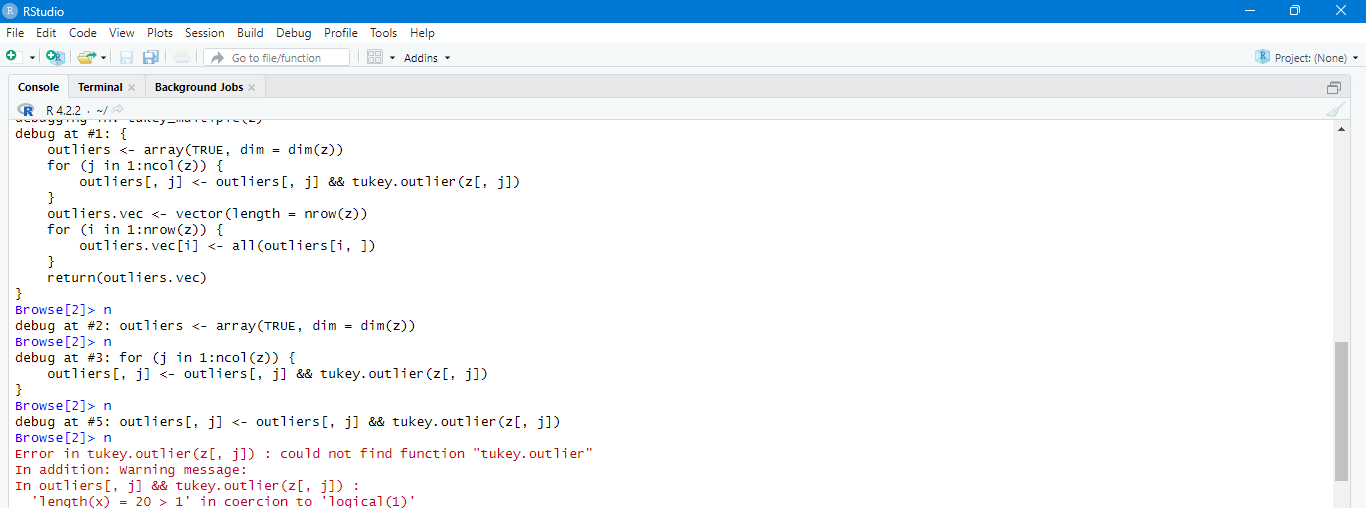 RStudio
File Edit Code View Plots Session Build Debug Profile Tools Help
Go to file/function Addins Project: (None)
Console Terminal Background Jobs
R 4.2.2 · ~/
debug at #1: {
    outliers <- array(TRUE, dim = dim(z))
    for (j in 1:ncol(z)) {
        outliers[, j] <- outliers[, j] && tukey.outlier(z[, j])
    }
    outliers.vec <- vector(length = nrow(z))
    for (i in 1:nrow(z)) {
        outliers.vec[i] <- all(outliers[i, ])
    }
    return(outliers.vec)
}
Browse[2]> n
debug at #2: outliers <- array(TRUE, dim = dim(z))
Browse[2]> n
debug at #3: for (j in 1:ncol(z)) {
    outliers[, j] <- outliers[, j] && tukey.outlier(z[, j])
}
Browse[2]> n
debug at #5: outliers[, j] <- outliers[, j] && tukey.outlier(z[, j])
Browse[2]> n
Error in tukey.outlier(z[, j]) : could not find function "tukey.outlier"
In addition: Warning message:
In outliers[, j] && tukey.outlier(z[, j]) :
  'length(x) = 20 > 1' in coercion to 'logical(1)'